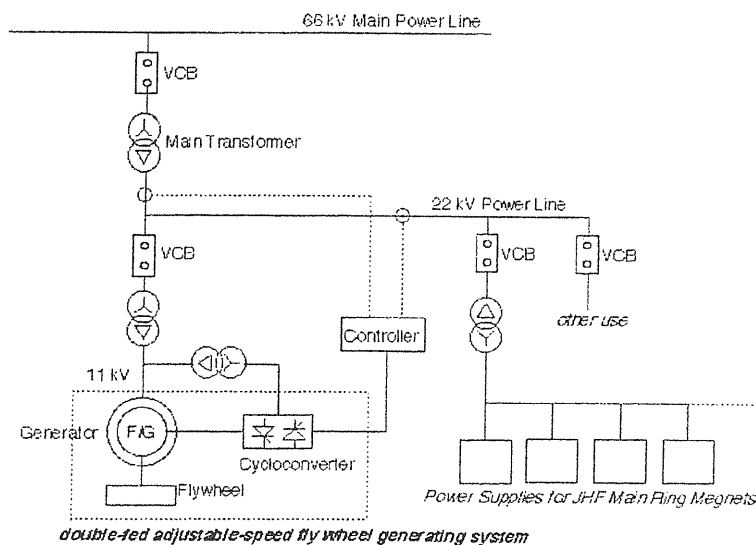 66 kV Main Power Line
VCB
Main Transformer
22 kV Power Line
VCB
VCB
VCB
other use
Controller
11 kV
Generator
F/G
Cycloconverter
Flywheel
Power Supplies for JHF Main Ring Megnets
double-fed adjustable-speed fly wheel generating system